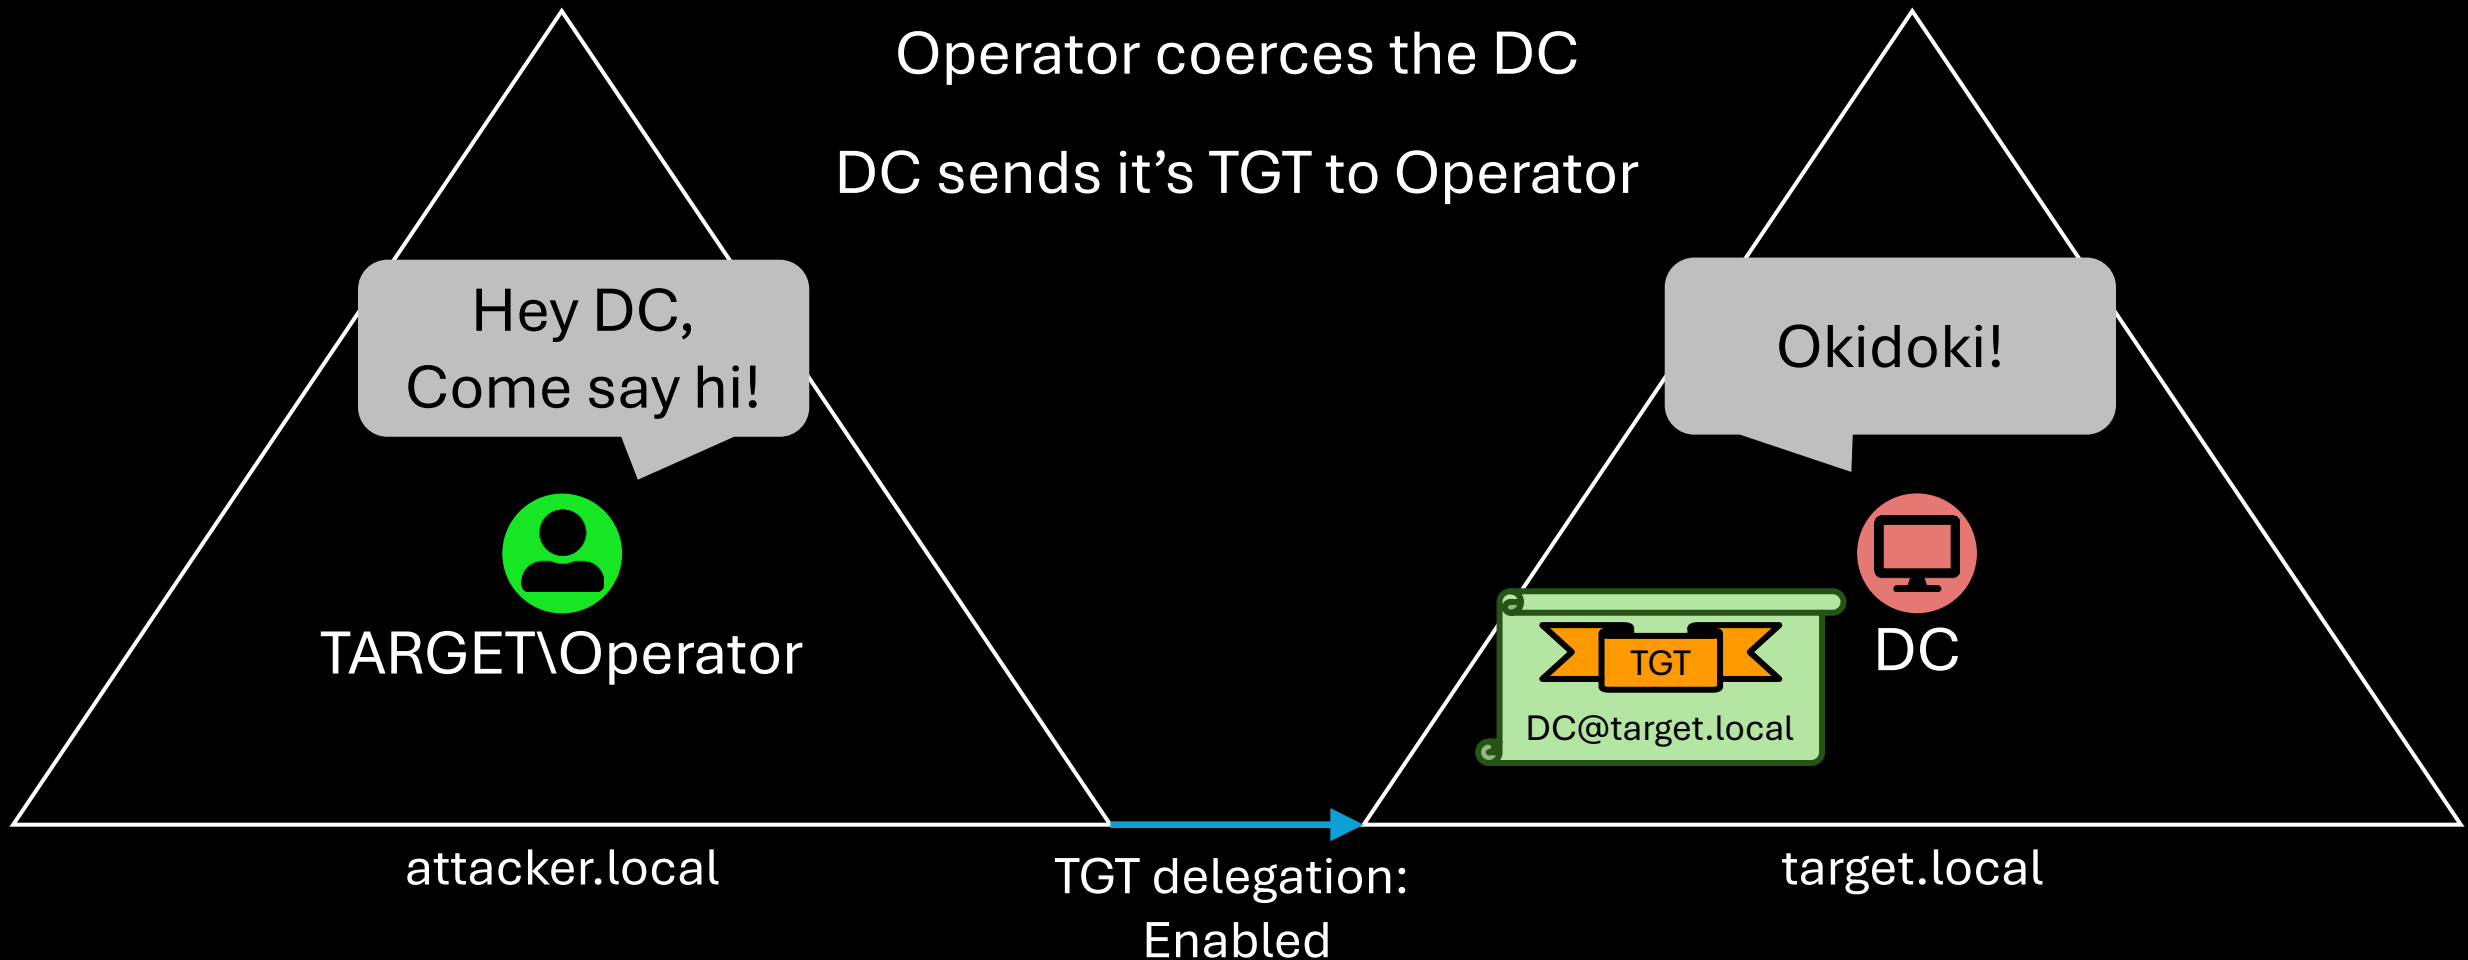 Operator coerces the DC
DC sends it’s TGT to Operator
Hey DC,
Come say hi!
Okidoki!
TARGET\Operator
DC
TGT
DC@target.local
attacker.local
TGT delegation:
Enabled
target.local